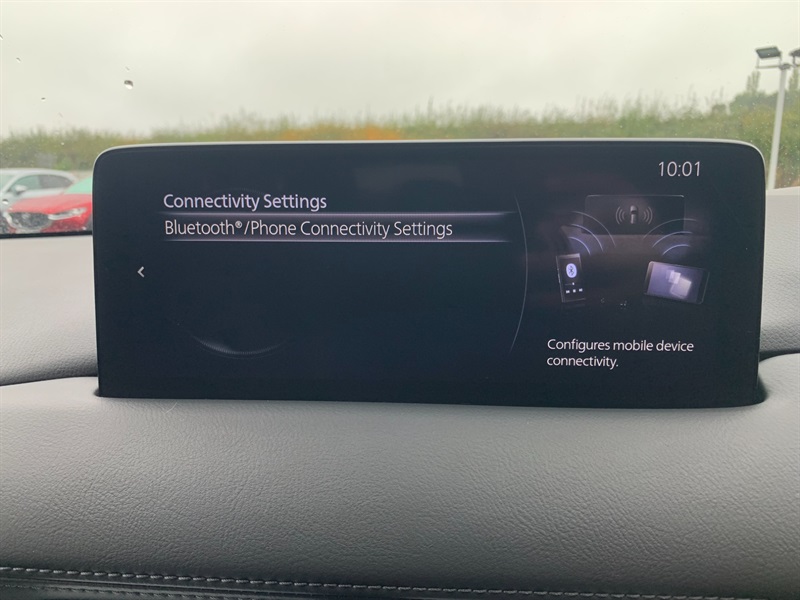 10:01
Connectivity Settings
Bluetooth®/Phone Connectivity Settings
Configures mobile device
connectivity.